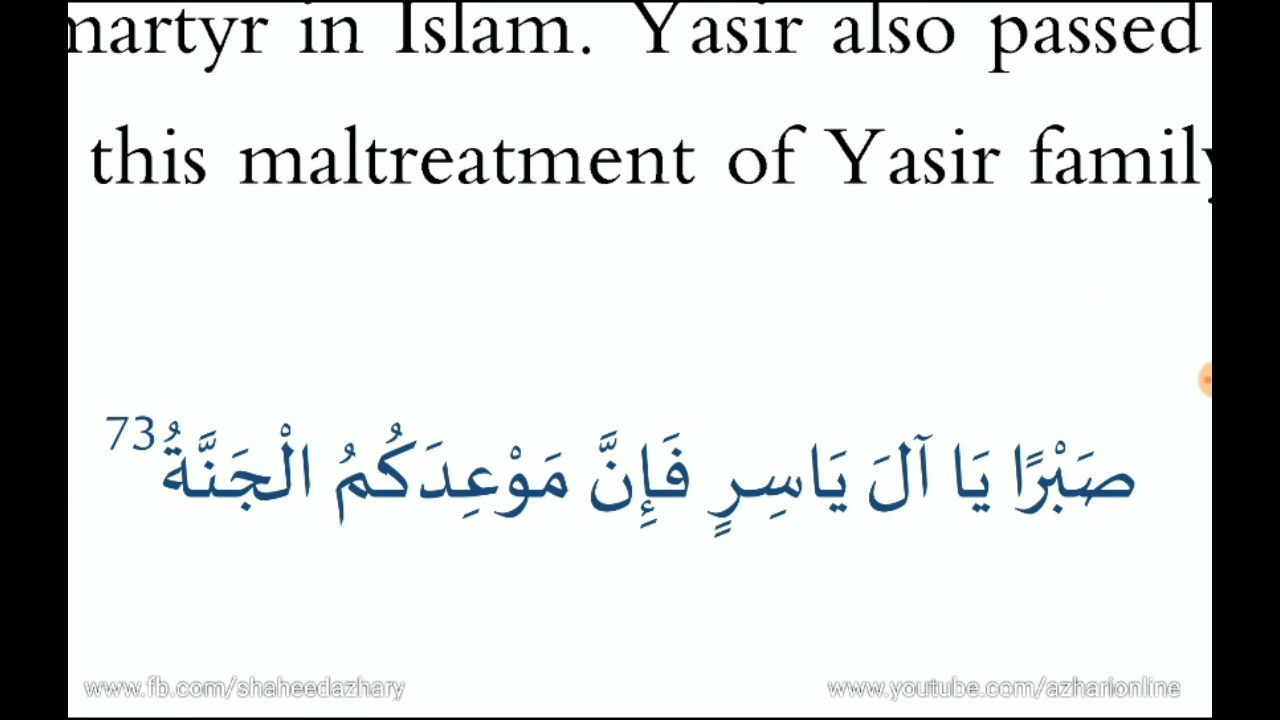 martyr in Islam. Yasir also passed
this maltreatment of Yasir family
صَبْرًا يَا آلَ يَاسِرٍ فَإِنَّ مَوْعِدَكُمُ الْجَنَّةُ 73
www.fb.com/shaheedazhary
www.youtube.com/azharionline